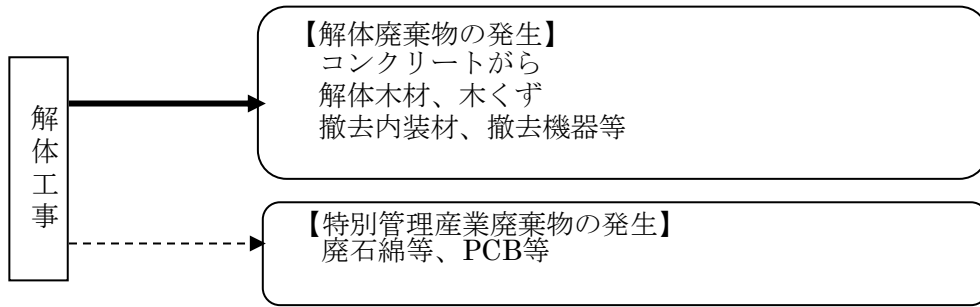 解体工事
【解体廃棄物の発生】
コンクリートがら
解体木材、木くず
撤去内装材、撤去機器等
【特別管理産業廃棄物の発生】
廃石綿等、PCB等